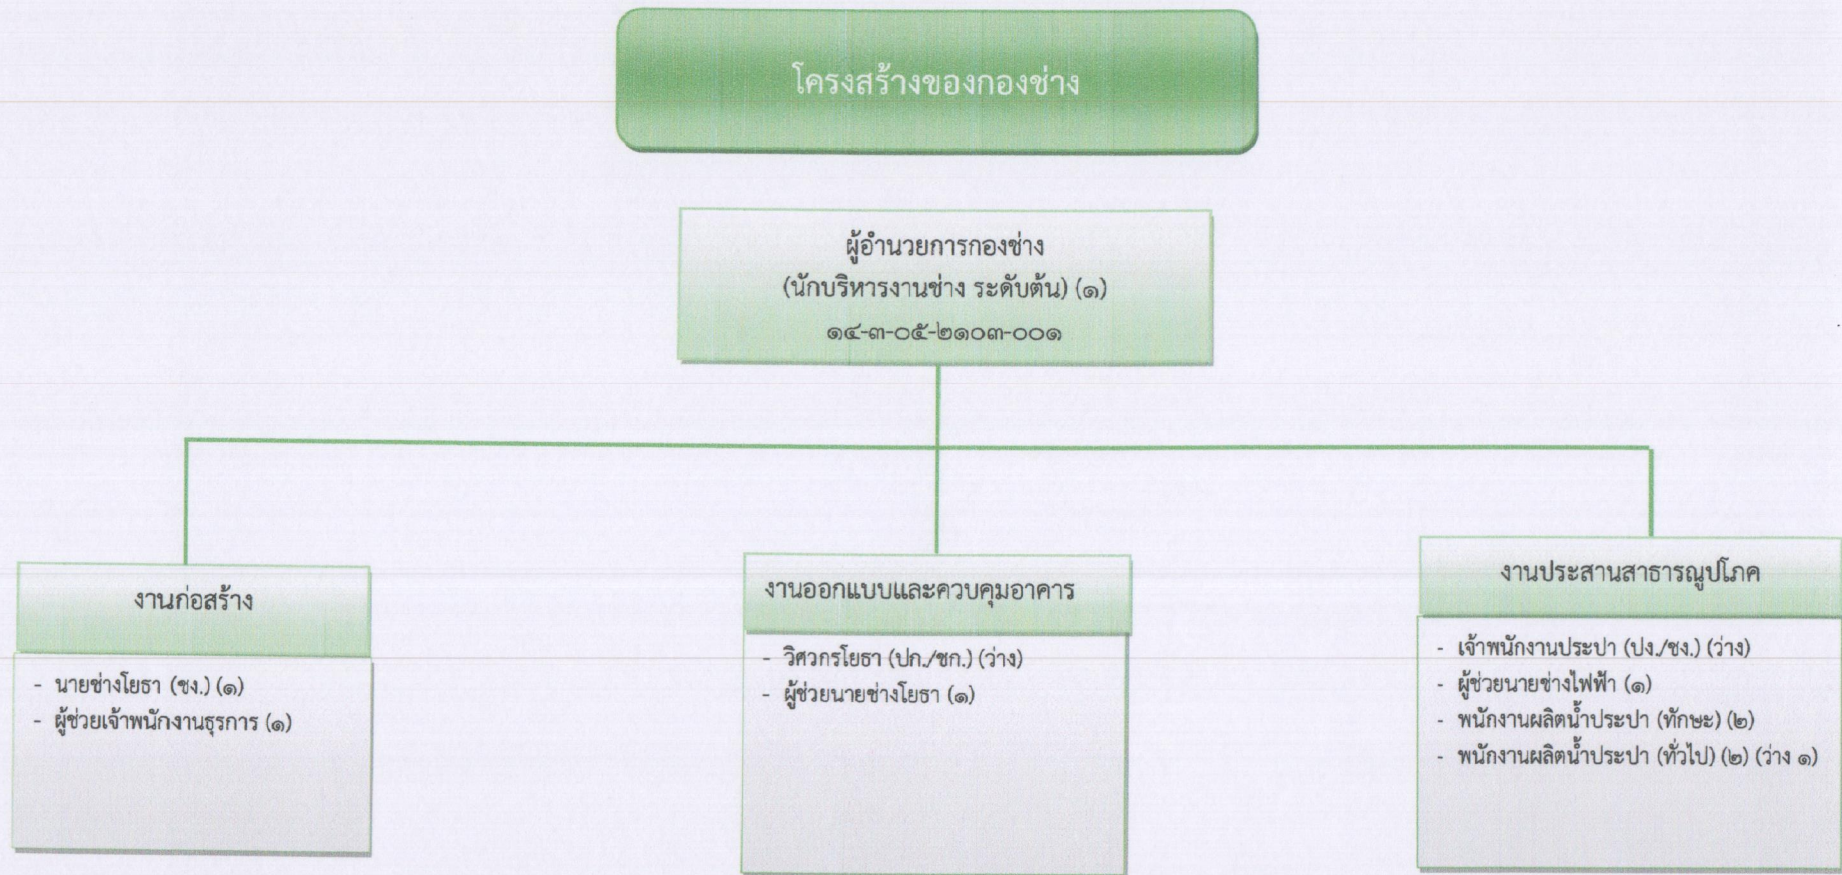 โครงสร้างของกองช่าง
ผู้อำนวยการกองช่าง
(นักบริหารงานช่าง ระดับต้น) (๑)
๑๔-๓-๐๕-๒๑๐๓-๐๐๑
งานก่อสร้าง
- นายช่างโยธา (ชง.) (๑)
- ผู้ช่วยเจ้าพนักงานธุรการ (๑)
งานออกแบบและควบคุมอาคาร
- วิศวกรโยธา (ปก./ชก.) (ว่าง)
- ผู้ช่วยนายช่างโยธา (๑)
งานประสานสาธารณูปโภค
- เจ้าพนักงานประปา (ปง./ชง.) (ว่าง)
- ผู้ช่วยนายช่างไฟฟ้า (๑)
- พนักงานผลิตน้ำประปา (ทักษะ) (๒)
- พนักงานผลิตน้ำประปา (ทั่วไป) (๒) (ว่าง ๑)